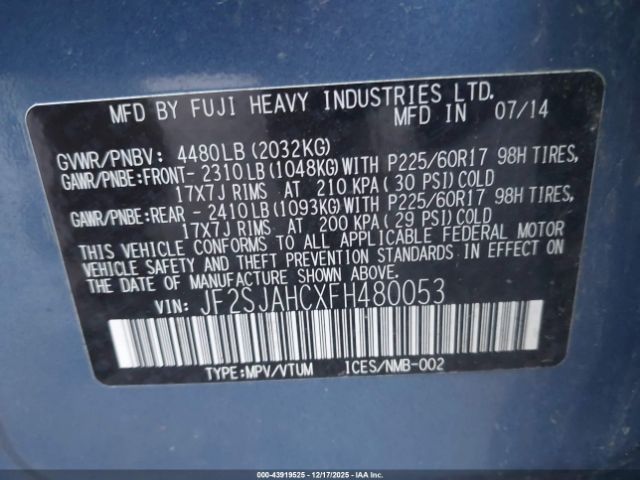 MFD BY FUJI HEAVY INDUSTRIES LTD.
MFD IN 07/14
GVWR/PNBV: 4480LB(2032KG)
GAWR/PNBE:FRONT- 2310LB(1048KG)WITH P225/60R17 98H TIRES,
17X7J RIMS AT 210 KPA(30 PSI)COLD
GAWR/PNBE:REAR - 2410LB(1093KG)WITH P225/60R17 98H TIRES,
17X7J RIMS AT 200 KPA(29 PSI)COLD
THIS VEHICLE CONFORMS TO ALL APPLICABLE FEDERAL MOTOR
VEHICLE SAFETY AND THEFT PREVENTION STANDARDS IN EFFECT ON
THE DATE OF MANUFACTURE SHOWN ABOVE.
VIN: JF2SJAHCXFH480053
TYPE:MPV/VTUM ICES/NMB-002
000-43919525 - 12/17/2025 - IAA, Inc. All Rights Reserved.